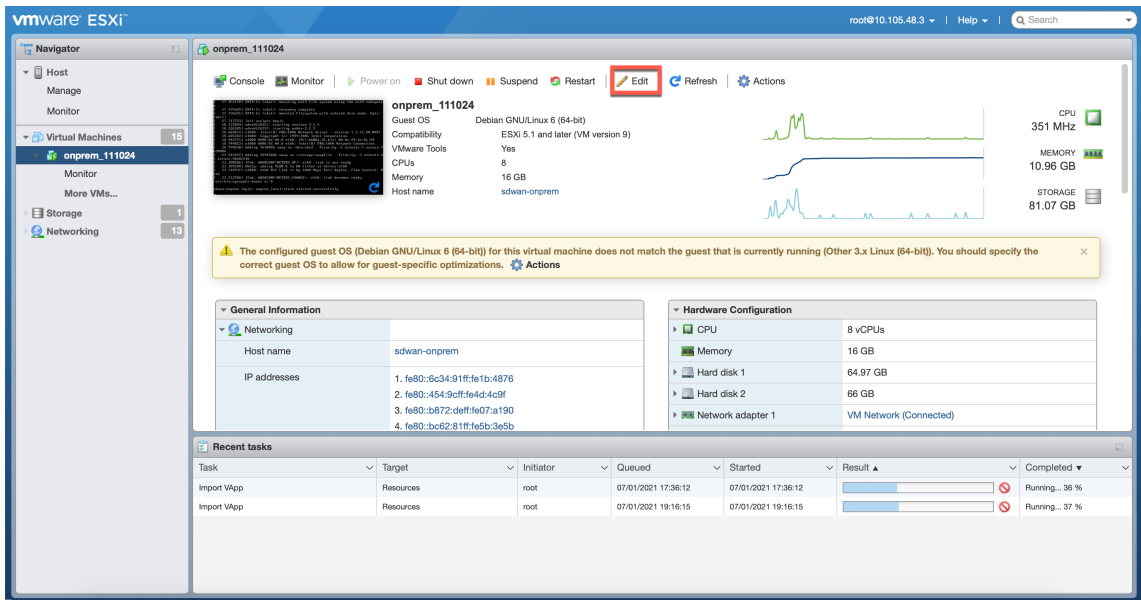 vmware ESXi™
root@10.105.48.3 | Help | Search
Navigator
Host
Manage
Monitor
Virtual Machines 15
onprem_111024
Monitor
More VMs...
Storage 1
Networking 13
onprem_111024
Console Monitor | Power on Shut down Suspend Restart | Edit Refresh | Actions
onprem_111024
Guest OS Debian GNU/Linux 6 (64-bit)
Compatibility ESXi 5.1 and later (VM version 9)
VMware Tools Yes
CPUs 8
Memory 16 GB
Host name sdwan-onprem
CPU
351 MHz
MEMORY
10.96 GB
STORAGE
81.07 GB
The configured guest OS (Debian GNU/Linux 6 (64-bit)) for this virtual machine does not match the guest that is currently running (Other 3.x Linux (64-bit)). You should specify the
correct guest OS to allow for guest-specific optimizations. Actions
General Information
Networking
Host name sdwan-onprem
IP addresses 1. fe80::6c34:91ff:fe1b:4876
2. fe80::454:9cff:fe4d:4c9f
3. fe80::b872:deff:fe07:a190
4. fe80::bc62:81ff:fe5b:3e5b
Hardware Configuration
CPU 8 vCPUs
Memory 16 GB
Hard disk 1 64.97 GB
Hard disk 2 66 GB
Network adapter 1 VM Network (Connected)
Recent tasks
Task Target Initiator Queued Started Result ▲ Completed ▼
Import VApp Resources root 07/01/2021 17:36:12 07/01/2021 17:36:12 Running... 36 %
Import VApp Resources root 07/01/2021 19:16:15 07/01/2021 19:16:15 Running... 37 %